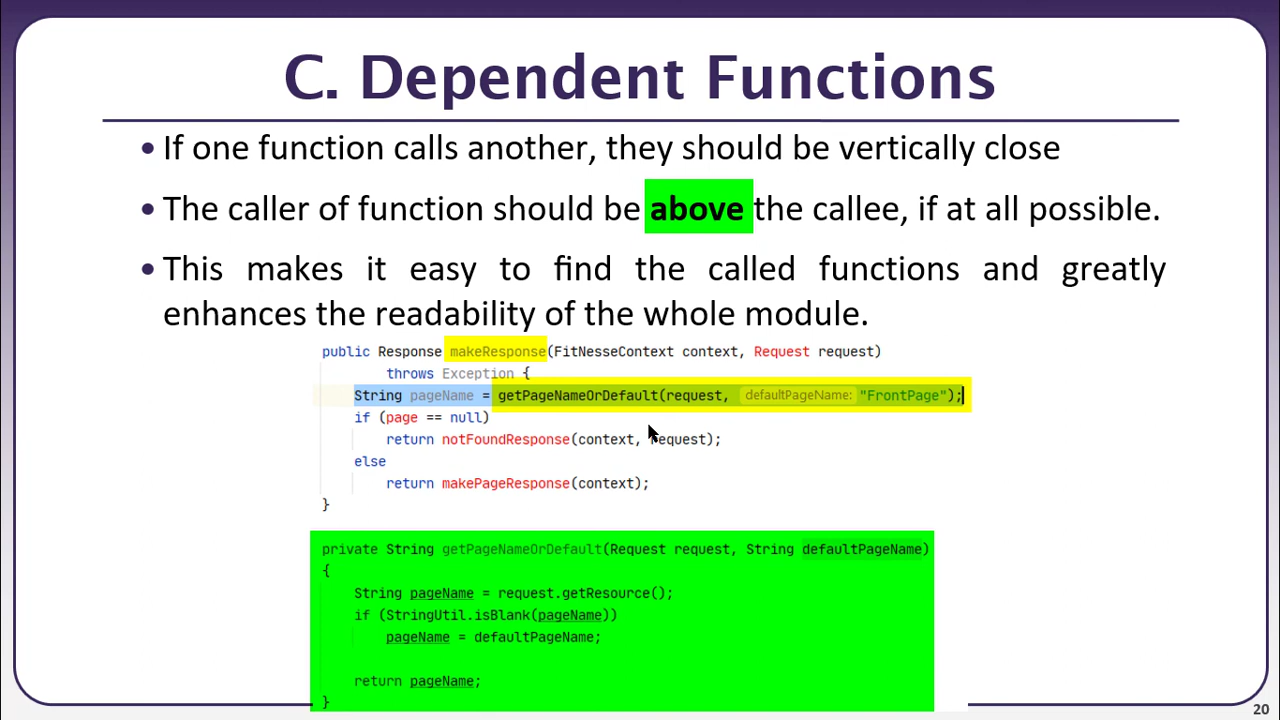 C. Dependent Functions
• If one function calls another, they should be vertically close
• The caller of function should be above the callee, if at all possible.
• This makes it easy to find the called functions and greatly
enhances the readability of the whole module.
public Response makeResponse(FitNesseContext context, Request request)
throws Exception {
String pageName = getPageNameOrDefault(request, defaultPageName: "FrontPage");
if (page == null)
return notFoundResponse(context, request);
else
return makePageResponse(context);
}
private String getPageNameOrDefault(Request request, String defaultPageName)
{
String pageName = request.getResource();
if (StringUtil.isBlank(pageName))
pageName = defaultPageName;
return pageName;
}
20